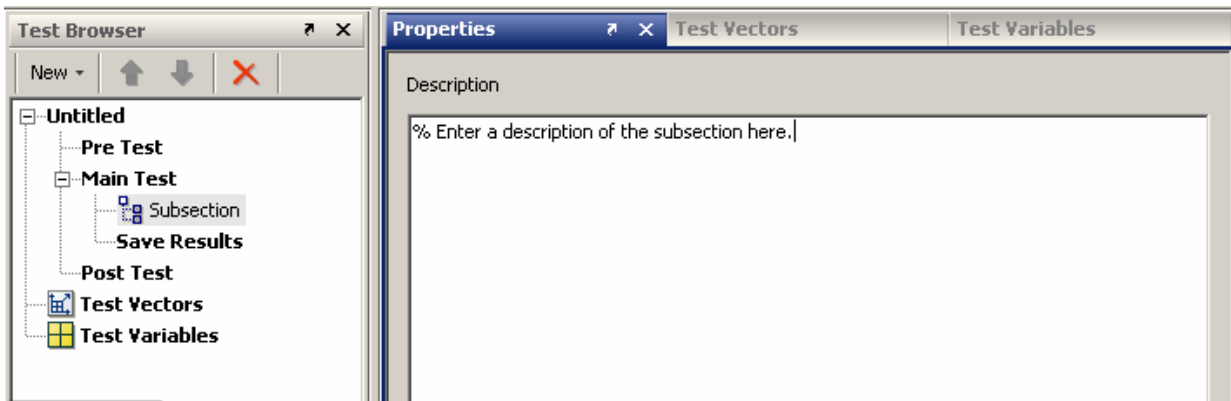 Test Browser
New
Untitled
Pre Test
Main Test
Subsection
Save Results
Post Test
Test Vectors
Test Variables
Properties
Test Vectors
Test Variables
Description
% Enter a description of the subsection here.